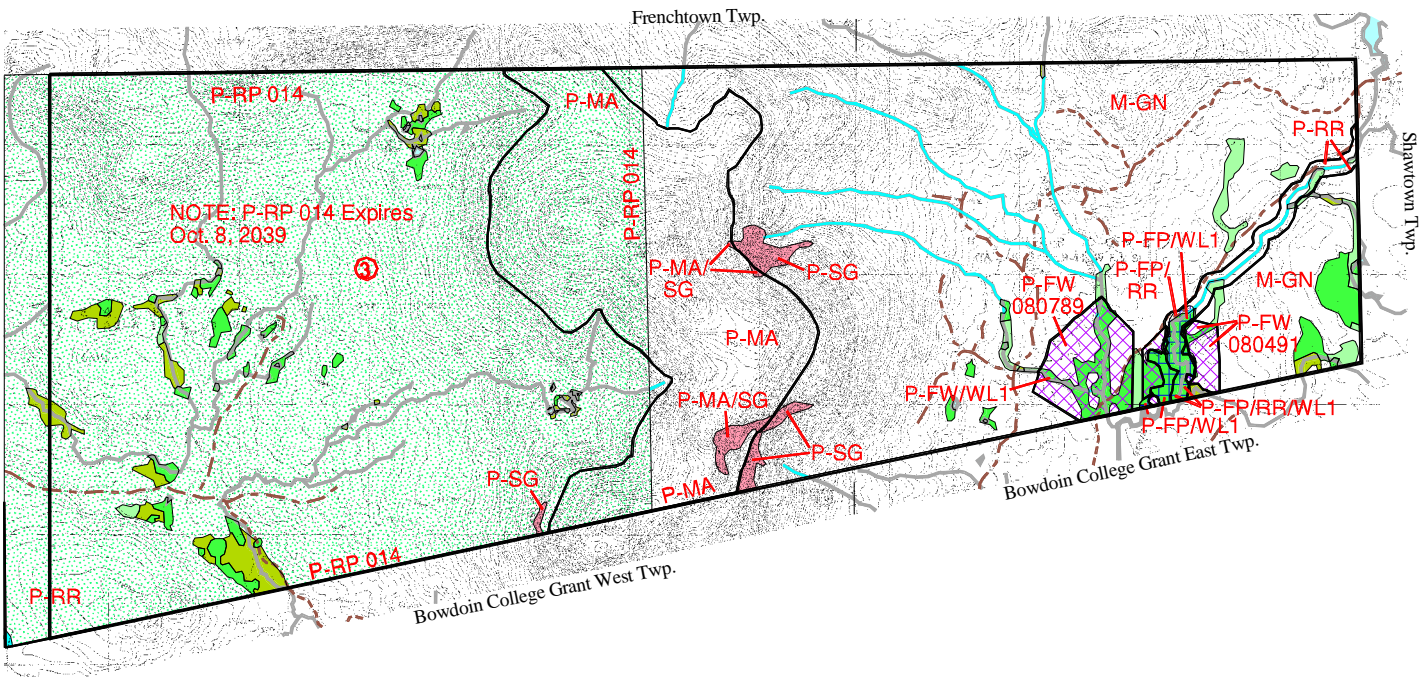 Frenchtown Twp.
P-RP 014
P-MA
M-GN
P-RR
Shawtown Twp.
P-RP 014
NOTE: P-RP 014 Expires
Oct. 8, 2039
3
P-MA/
SG
P-SG
P-FP/WL1
P-FP/
RR
M-GN
P-FW
080789
P-FW
080491
P-MA
P-FW/WL1
P-MA/SG
P-FP/RR/WL1
P-FP/WL1
P-SG
P-SG
P-MA
Bowdoin College Grant East Twp.
P-RP 014
P-RR
Bowdoin College Grant West Twp.